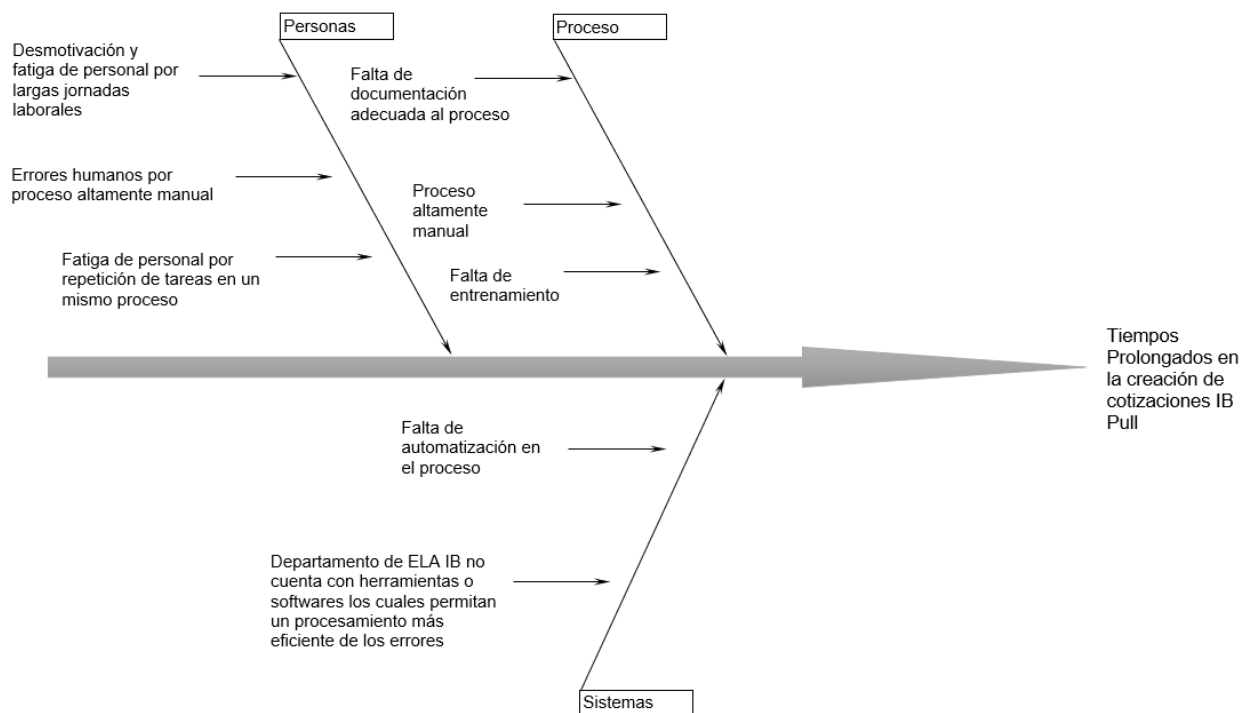 Personas
Desmotivación y
fatiga de personal por
largas jornadas
laborales
Errores humanos por
proceso altamente manual
Fatiga de personal por
repetición de tareas en un
mismo proceso
Proceso
Falta de
documentación
adecuada al proceso
Proceso
altamente
manual
Falta de
entrenamiento
Tiempos
Prolongados en
la creación de
cotizaciones IB
Pull
Falta de
automatización en
el proceso
Departamento de ELA IB no
cuenta con herramientas o
softwares los cuales permitan
un procesamiento más
eficiente de los errores
Sistemas